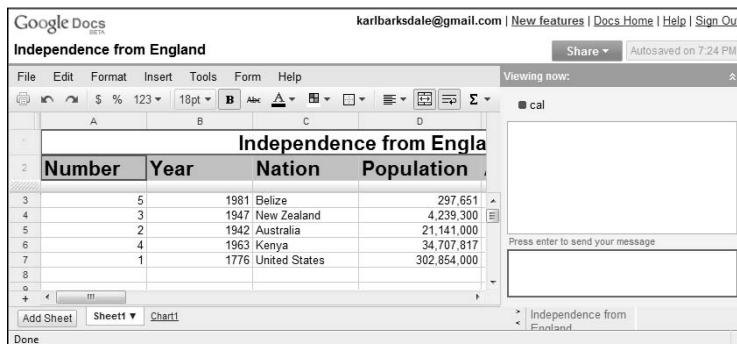 Google Docs
BETA
karlbarksdale@gmail.com | New features | Docs Home | Help | Sign Out
Independence from England
Share
Autosaved on 7:24 PM
File Edit Format Insert Tools Form Help
Viewing now:
$ % 123 18pt B Abc A Σ
cal
A B C D
Independence from Engla
2 Number Year Nation Population
3 5 1981 Belize 297,651
4 3 1947 New Zealand 4,239,300
5 2 1942 Australia 21,141,000
6 4 1963 Kenya 34,707,817
7 1 1776 United States 302,854,000
8
9
Press enter to send your message
Add Sheet Sheet1 Chart1
Independence from
England
Done